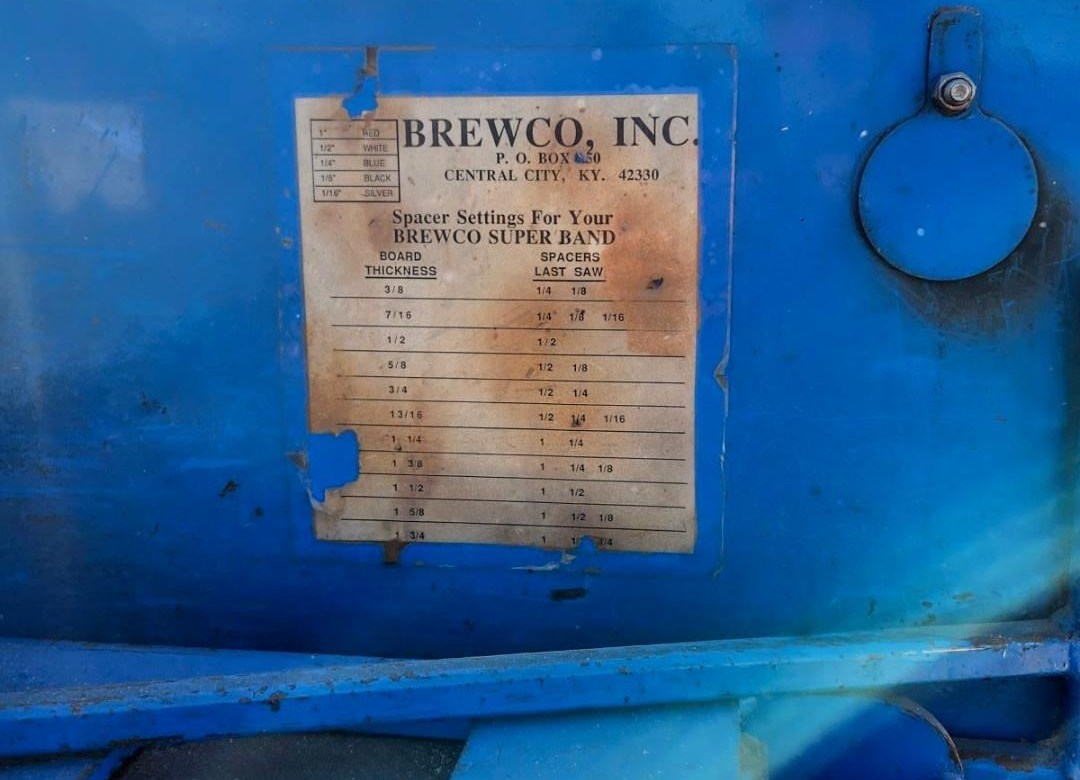 1" RED
1/2" WHITE
1/4" BLUE
1/8" BLACK
1/16" SILVER
BREWCO, INC.
P. O. BOX
CENTRAL CITY, KY. 42330
Spacer Settings For Your
BREWCO SUPER BAND
BOARD THICKNESS SPACERS LAST SAW
3/8 1/4 1/8
7/16 1/4 1/8 1/16
1/2 1/2
5/8 1/2 1/8
3/4 1/2 1/4
13/16 1/2 1/4 1/16
1 1/4 1 1/4
1 3/8 1 1/4 1/8
1 1/2 1 1/2
1 5/8 1 1/2 1/8
1 3/4 1